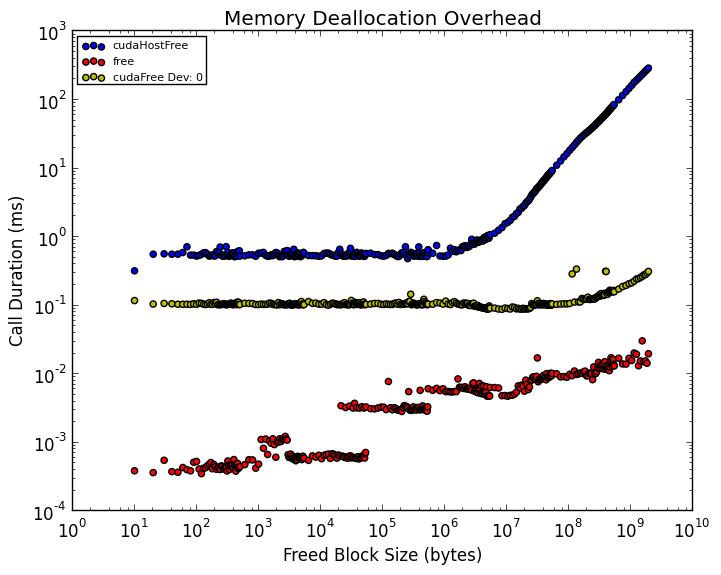 Memory Deallocation Overhead
10^3
10^2
10^1
10^0
10^-1
10^-2
10^-3
10^-4
Call Duration (ms)
cudaHostFree
free
cudaFree Dev: 0
10^0 10^1 10^2 10^3 10^4 10^5 10^6 10^7 10^8 10^9 10^10
Freed Block Size (bytes)